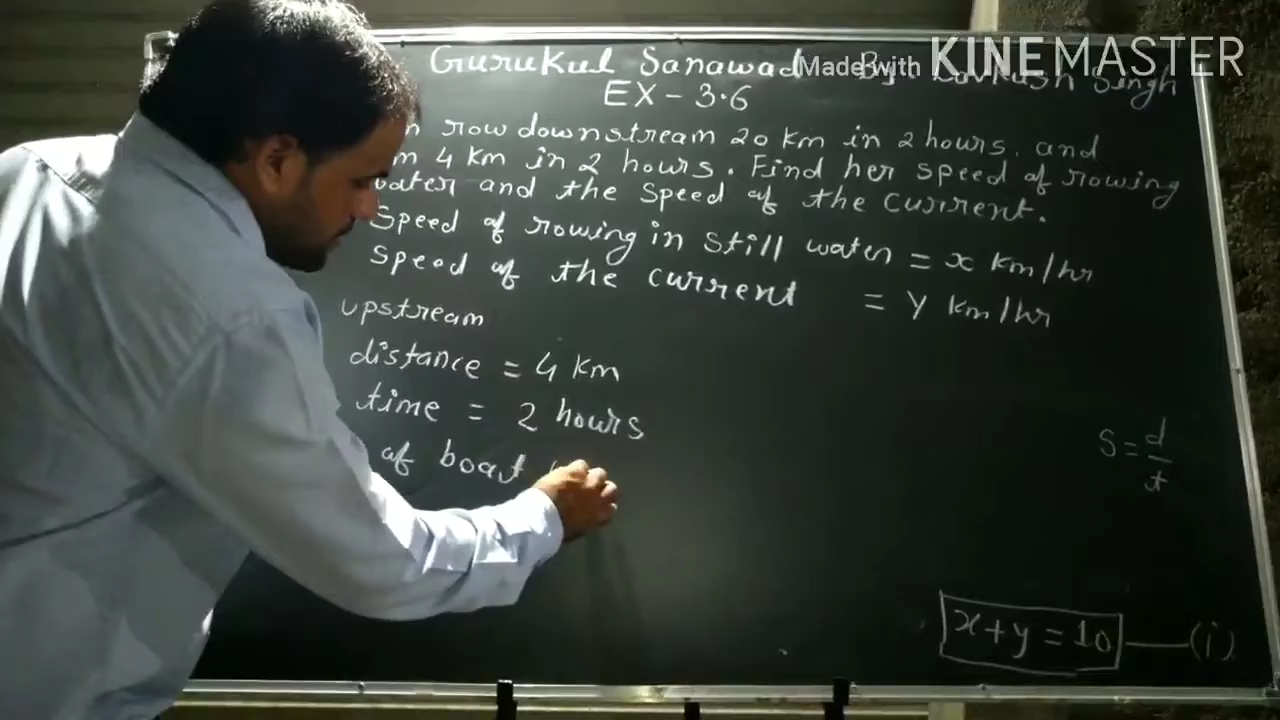 Gurukul Sanawad By Singh
Made with KINEMASTER
EX - 3.6
row downstream 20 km in 2 hours, and
4 km in 2 hours. Find her speed of rowing
water and the speed of the current.
Speed of rowing in still water = x km/hr
Speed of the current = y km/hr
upstream
distance = 4 km
time = 2 hours
of boat
S = d/t
x + y = 10 — (i)